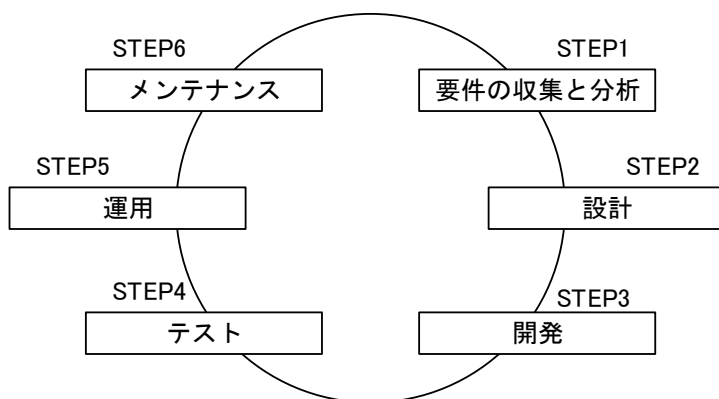 STEP1
要件の収集と分析
STEP2
設計
STEP3
開発
STEP4
テスト
STEP5
運用
STEP6
メンテナンス